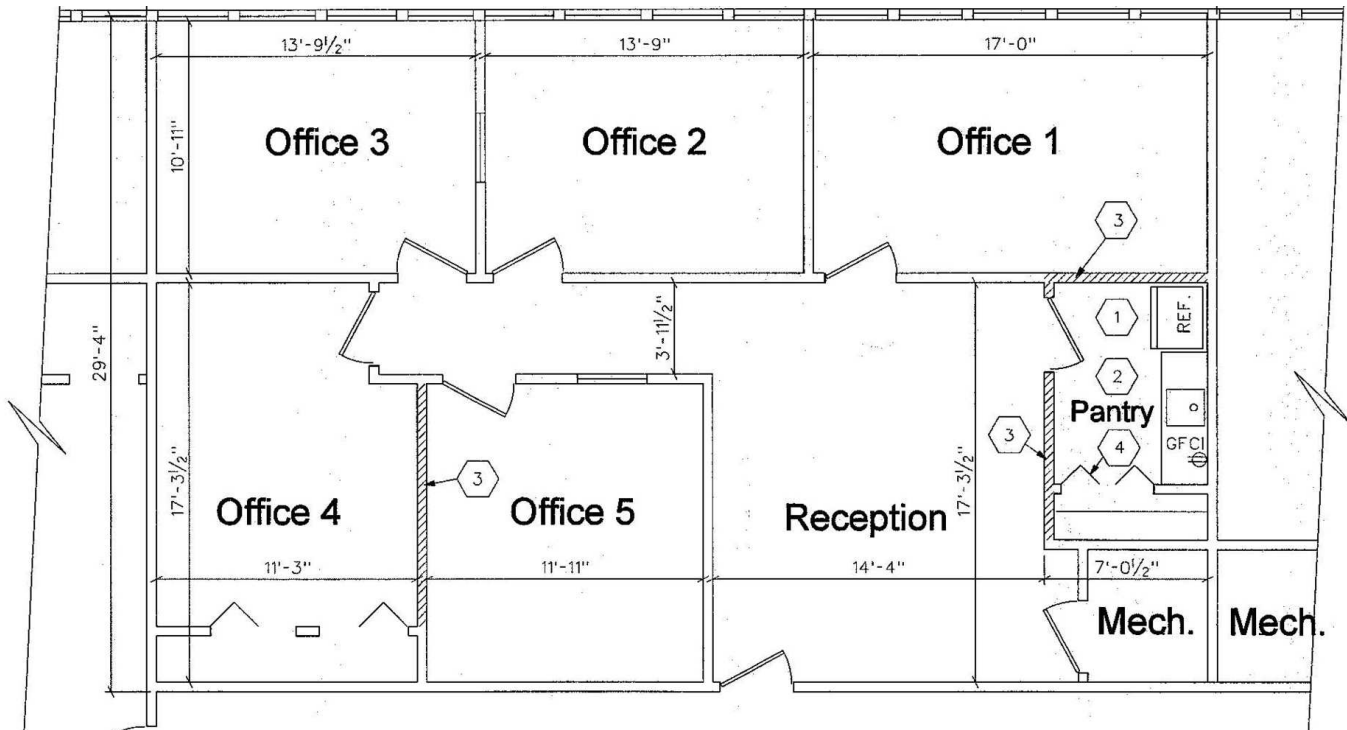 13'-9½" 13'-9" 17'-0"
10'-11"
Office 3 Office 2 Office 1
3
29'-4"
3'-11½"
1 REF.
2
Pantry
GFCI
4
3
3
17'-3½"
17'-3½"
Office 4 Office 5 Reception
11'-3" 11'-11" 14'-4" 7'-0½"
Mech. Mech.